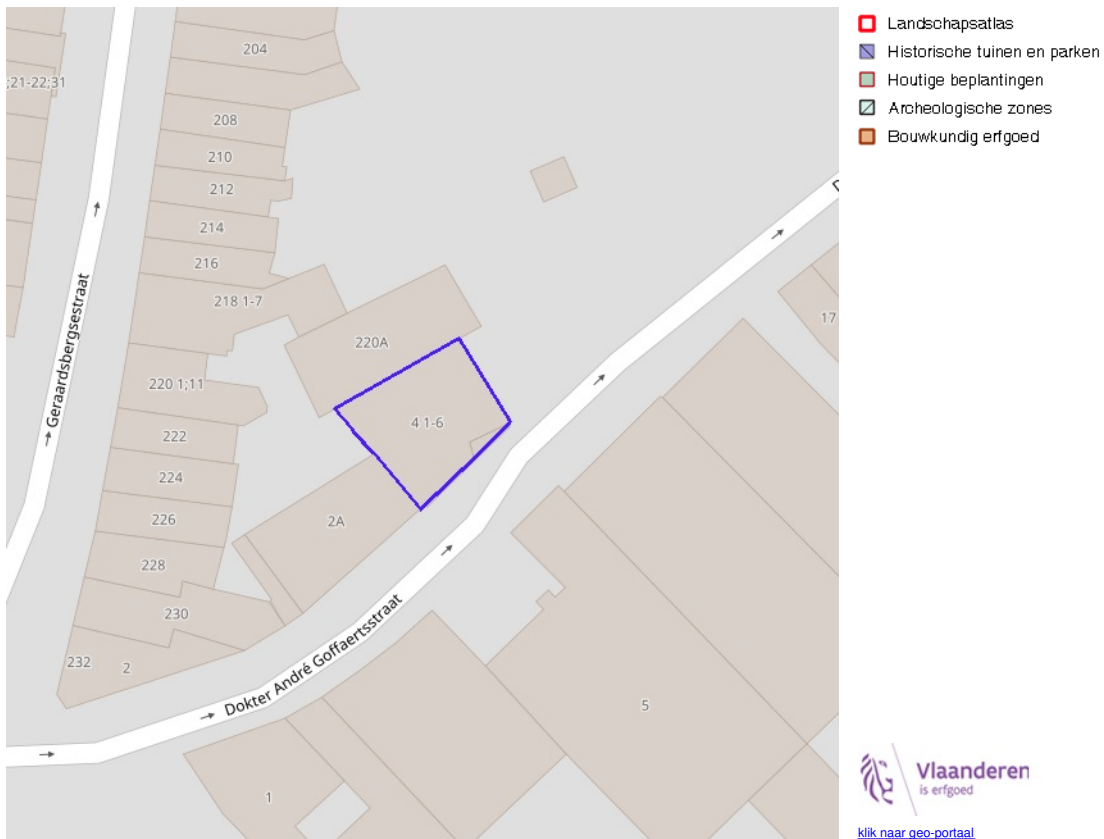 204
;21-22;31
208
210
212
214
216
218 1-7
220A
220 1;11
222
224
226
228
230
232
2
2A
4 1-6
17
5
1
Geraardsbergsestraat
Dokter André Goffaertsstraat
D
Landschapsatlas
Historische tuinen en parken
Houtige beplantingen
Archeologische zones
Bouwkundig erfgoed
Vlaanderen
is erfgoed
klik naar geo-portaal